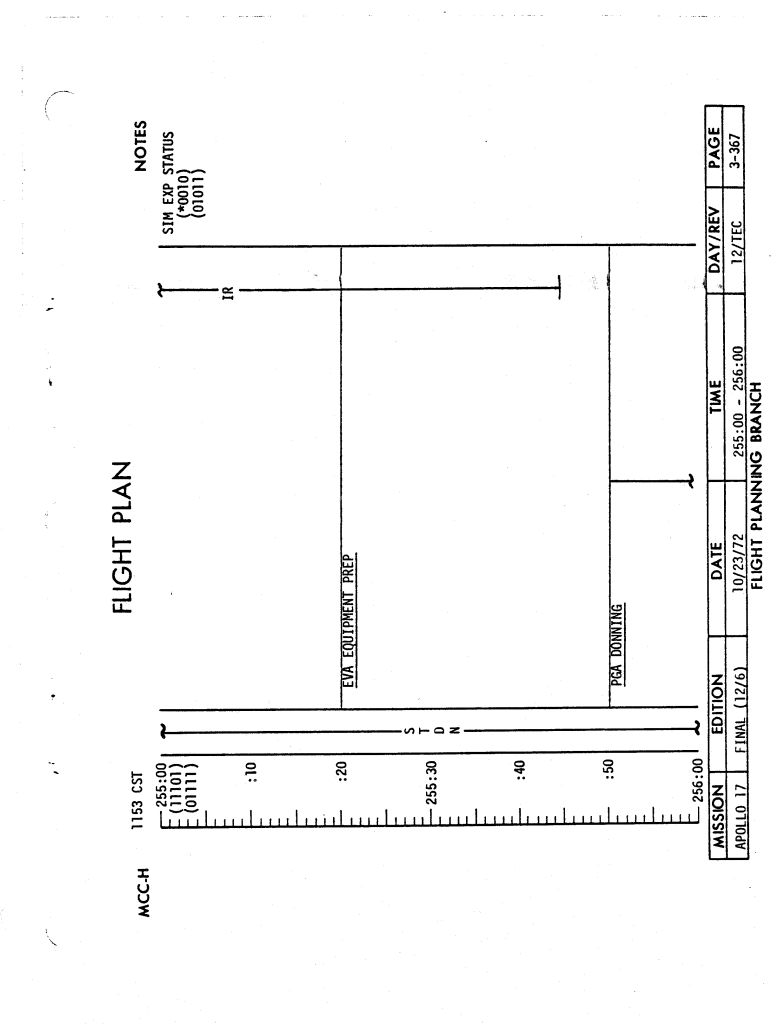 FLIGHT PLAN
MCC-H
1153 CST
NOTES
255:00
(11101)
(01111)
SIM EXP STATUS
(*0010)
(01011)
IR
:10
:20
EVA EQUIPMENT PREP
255:30
STDN
:40
:50
PGA DONNING
256:00
MISSION EDITION DATE TIME DAY/REV PAGE
APOLLO 17 FINAL (12/6) 10/23/72 255:00 - 256:00 12/TEC 3-367
FLIGHT PLANNING BRANCH